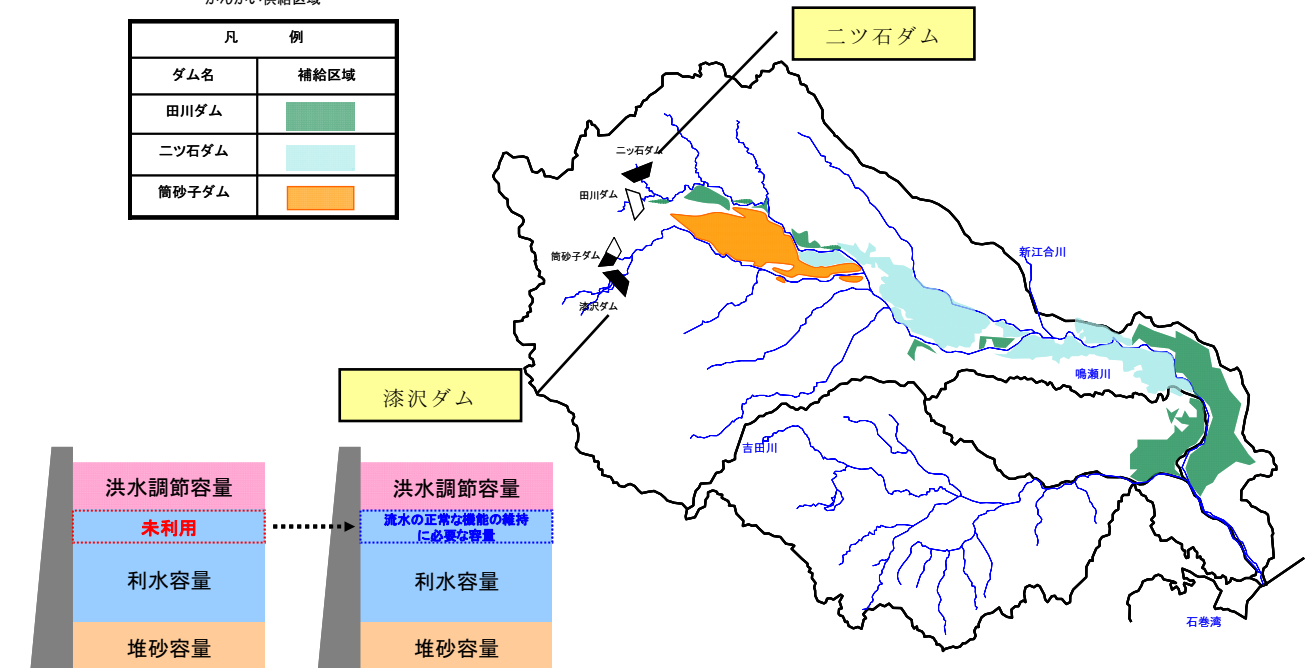 かんがい供給区域
凡 例
ダム名 補給区域
田川ダム
二ツ石ダム
筒砂子ダム
二ツ石ダム
二ッ石ダム
田川ダム
筒砂子ダム
漆沢ダム
新江合川
鳴瀬川
吉田川
石巻湾
漆沢ダム
洪水調節容量
未利用
利水容量
堆砂容量
洪水調節容量
流水の正常な機能の維持
に必要な容量
利水容量
堆砂容量